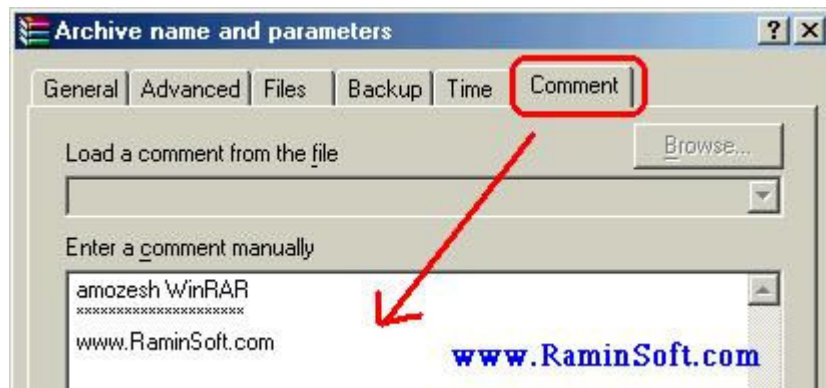 Archive name and parameters
General Advanced Files Backup Time Comment
Load a comment from the file
Browse...
Enter a comment manually
amozesh WinRAR
*********************
www.RaminSoft.com
www.RaminSoft.com